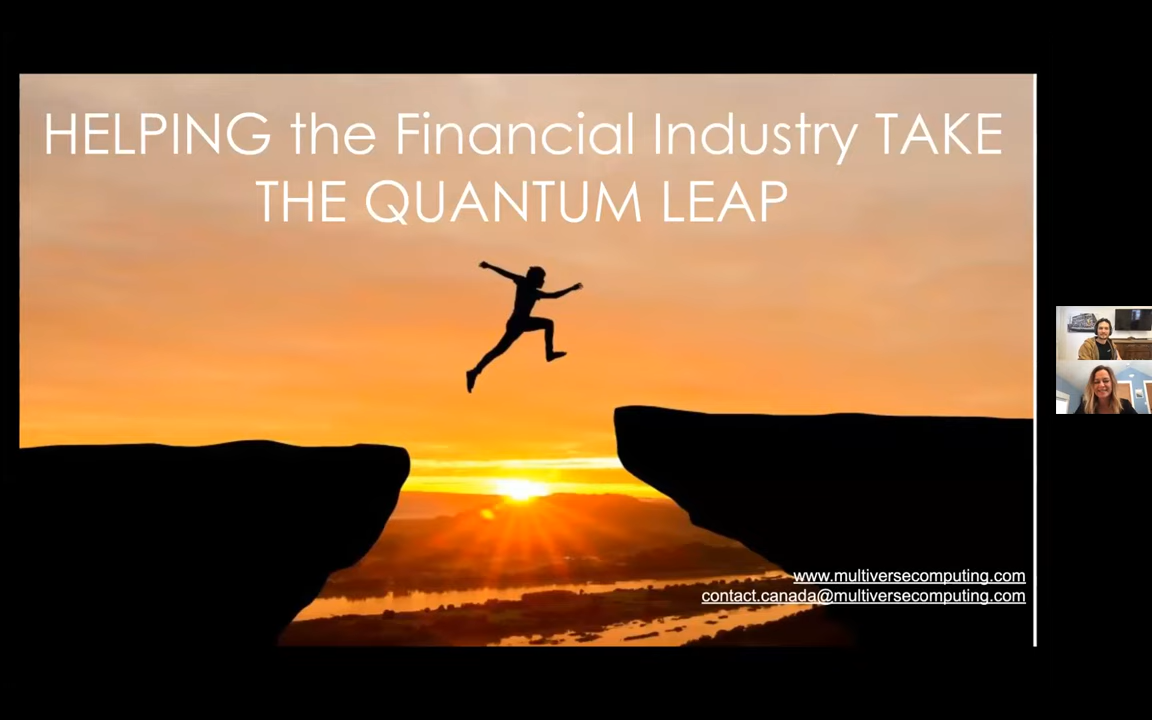 HELPING the Financial Industry TAKE
THE QUANTUM LEAP
www.multiversecomputing.com
contact.canada@multiversecomputing.com